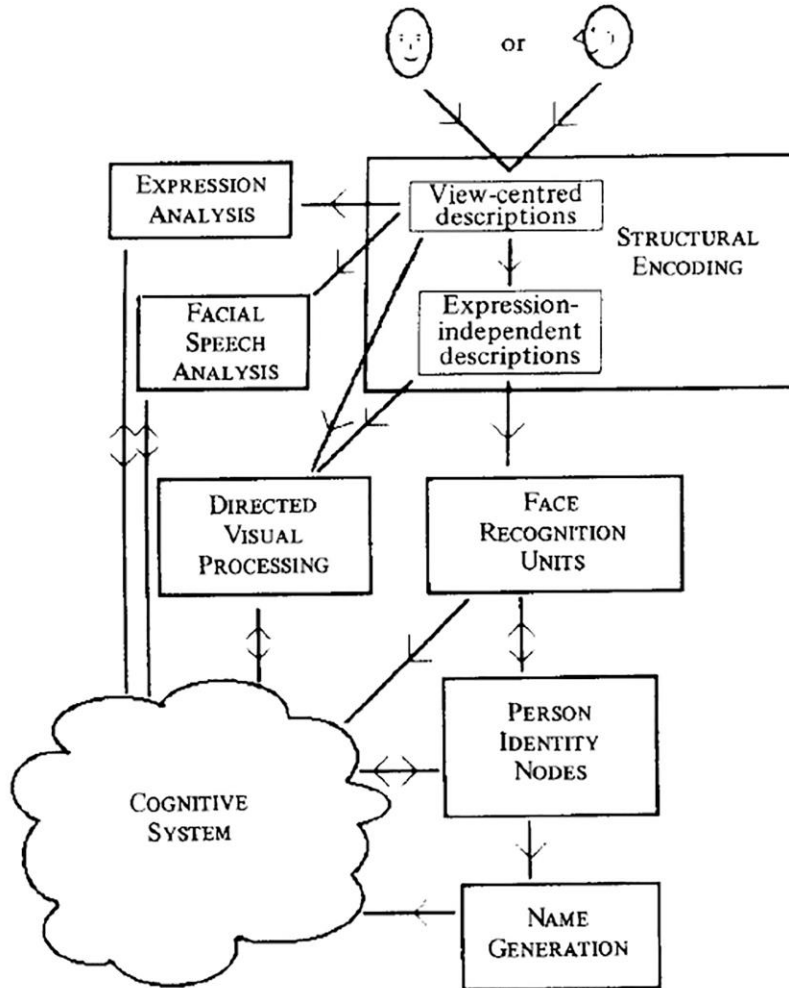 or
EXPRESSION
ANALYSIS
View-centred
descriptions
STRUCTURAL
ENCODING
FACIAL
SPEECH
ANALYSIS
Expression-
independent
descriptions
DIRECTED
VISUAL
PROCESSING
FACE
RECOGNITION
UNITS
PERSON
IDENTITY
NODES
COGNITIVE
SYSTEM
NAME
GENERATION